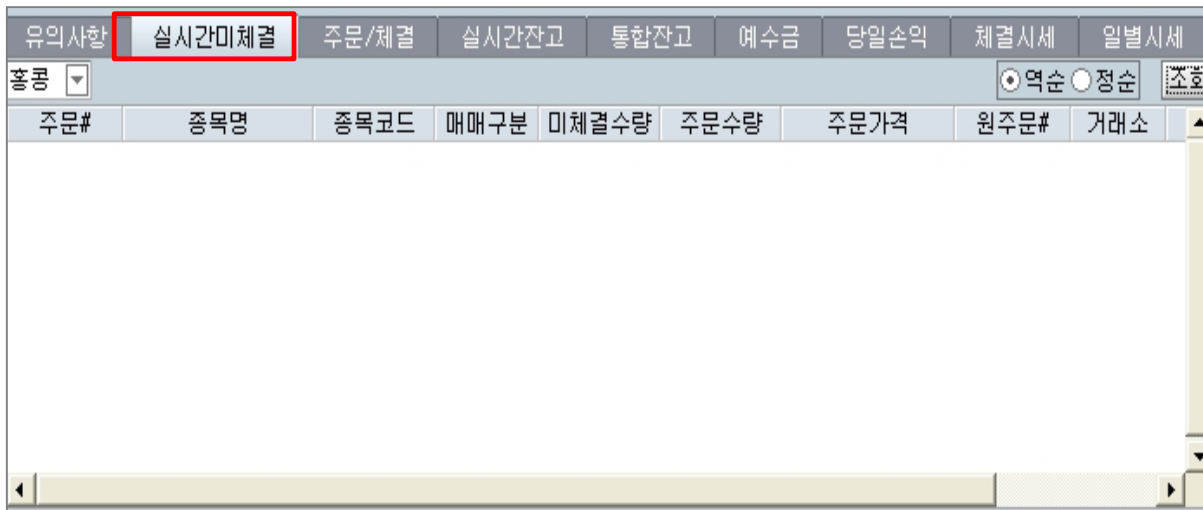 유의사항 실시간미체결 주문/체결 실시간잔고 통합잔고 예수금 당일손익 체결시세 일별시세
홍콩 역순 정순
주문# 종목명 종목코드 매매구분 미체결수량 주문수량 주문가격 원주문# 거래소